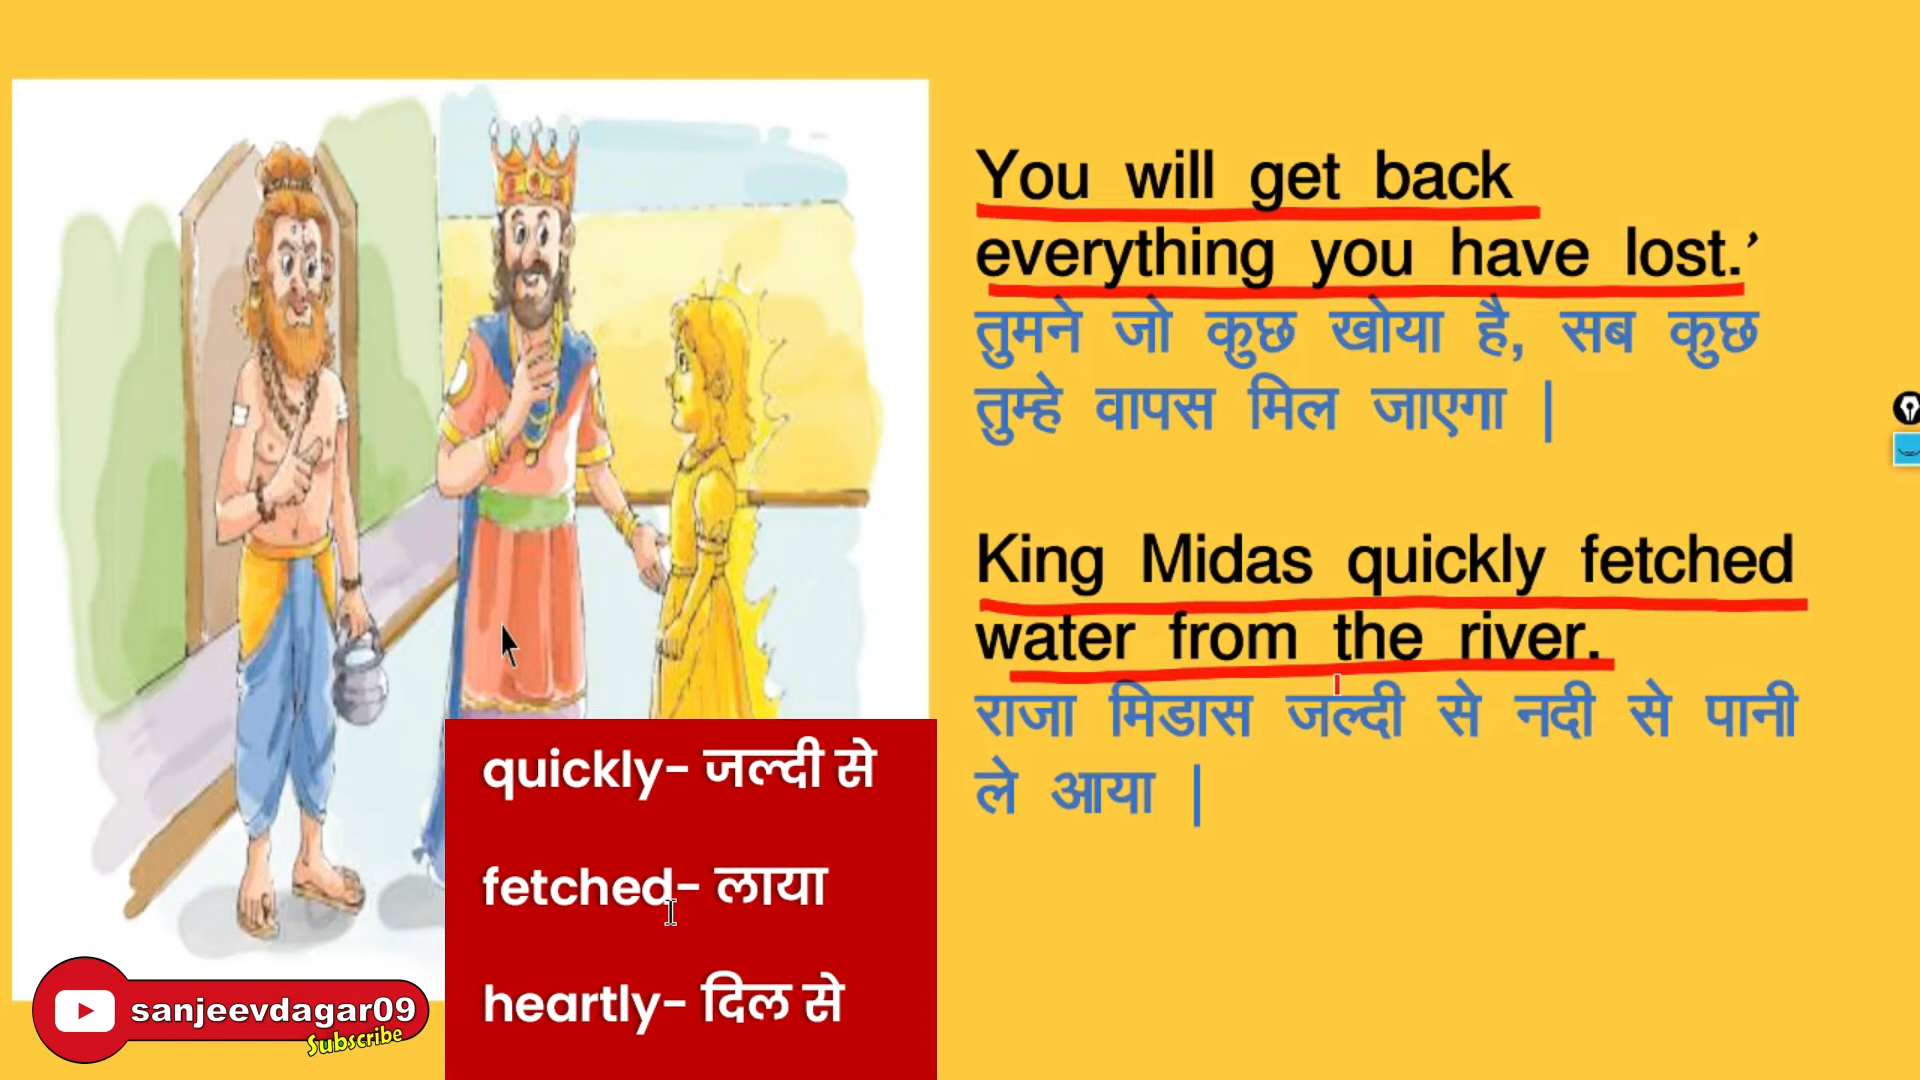 You will get back
everything you have lost.’
तुमने जो कुछ खोया है, सब कुछ
तुम्हे वापस मिल जाएगा |
King Midas quickly fetched
water from the river.
राजा मिडास जल्दी से नदी से पानी
ले आया |
quickly- जल्दी से
fetched- लाया
heartly- दिल से
sanjeevdagar09
Subscribe